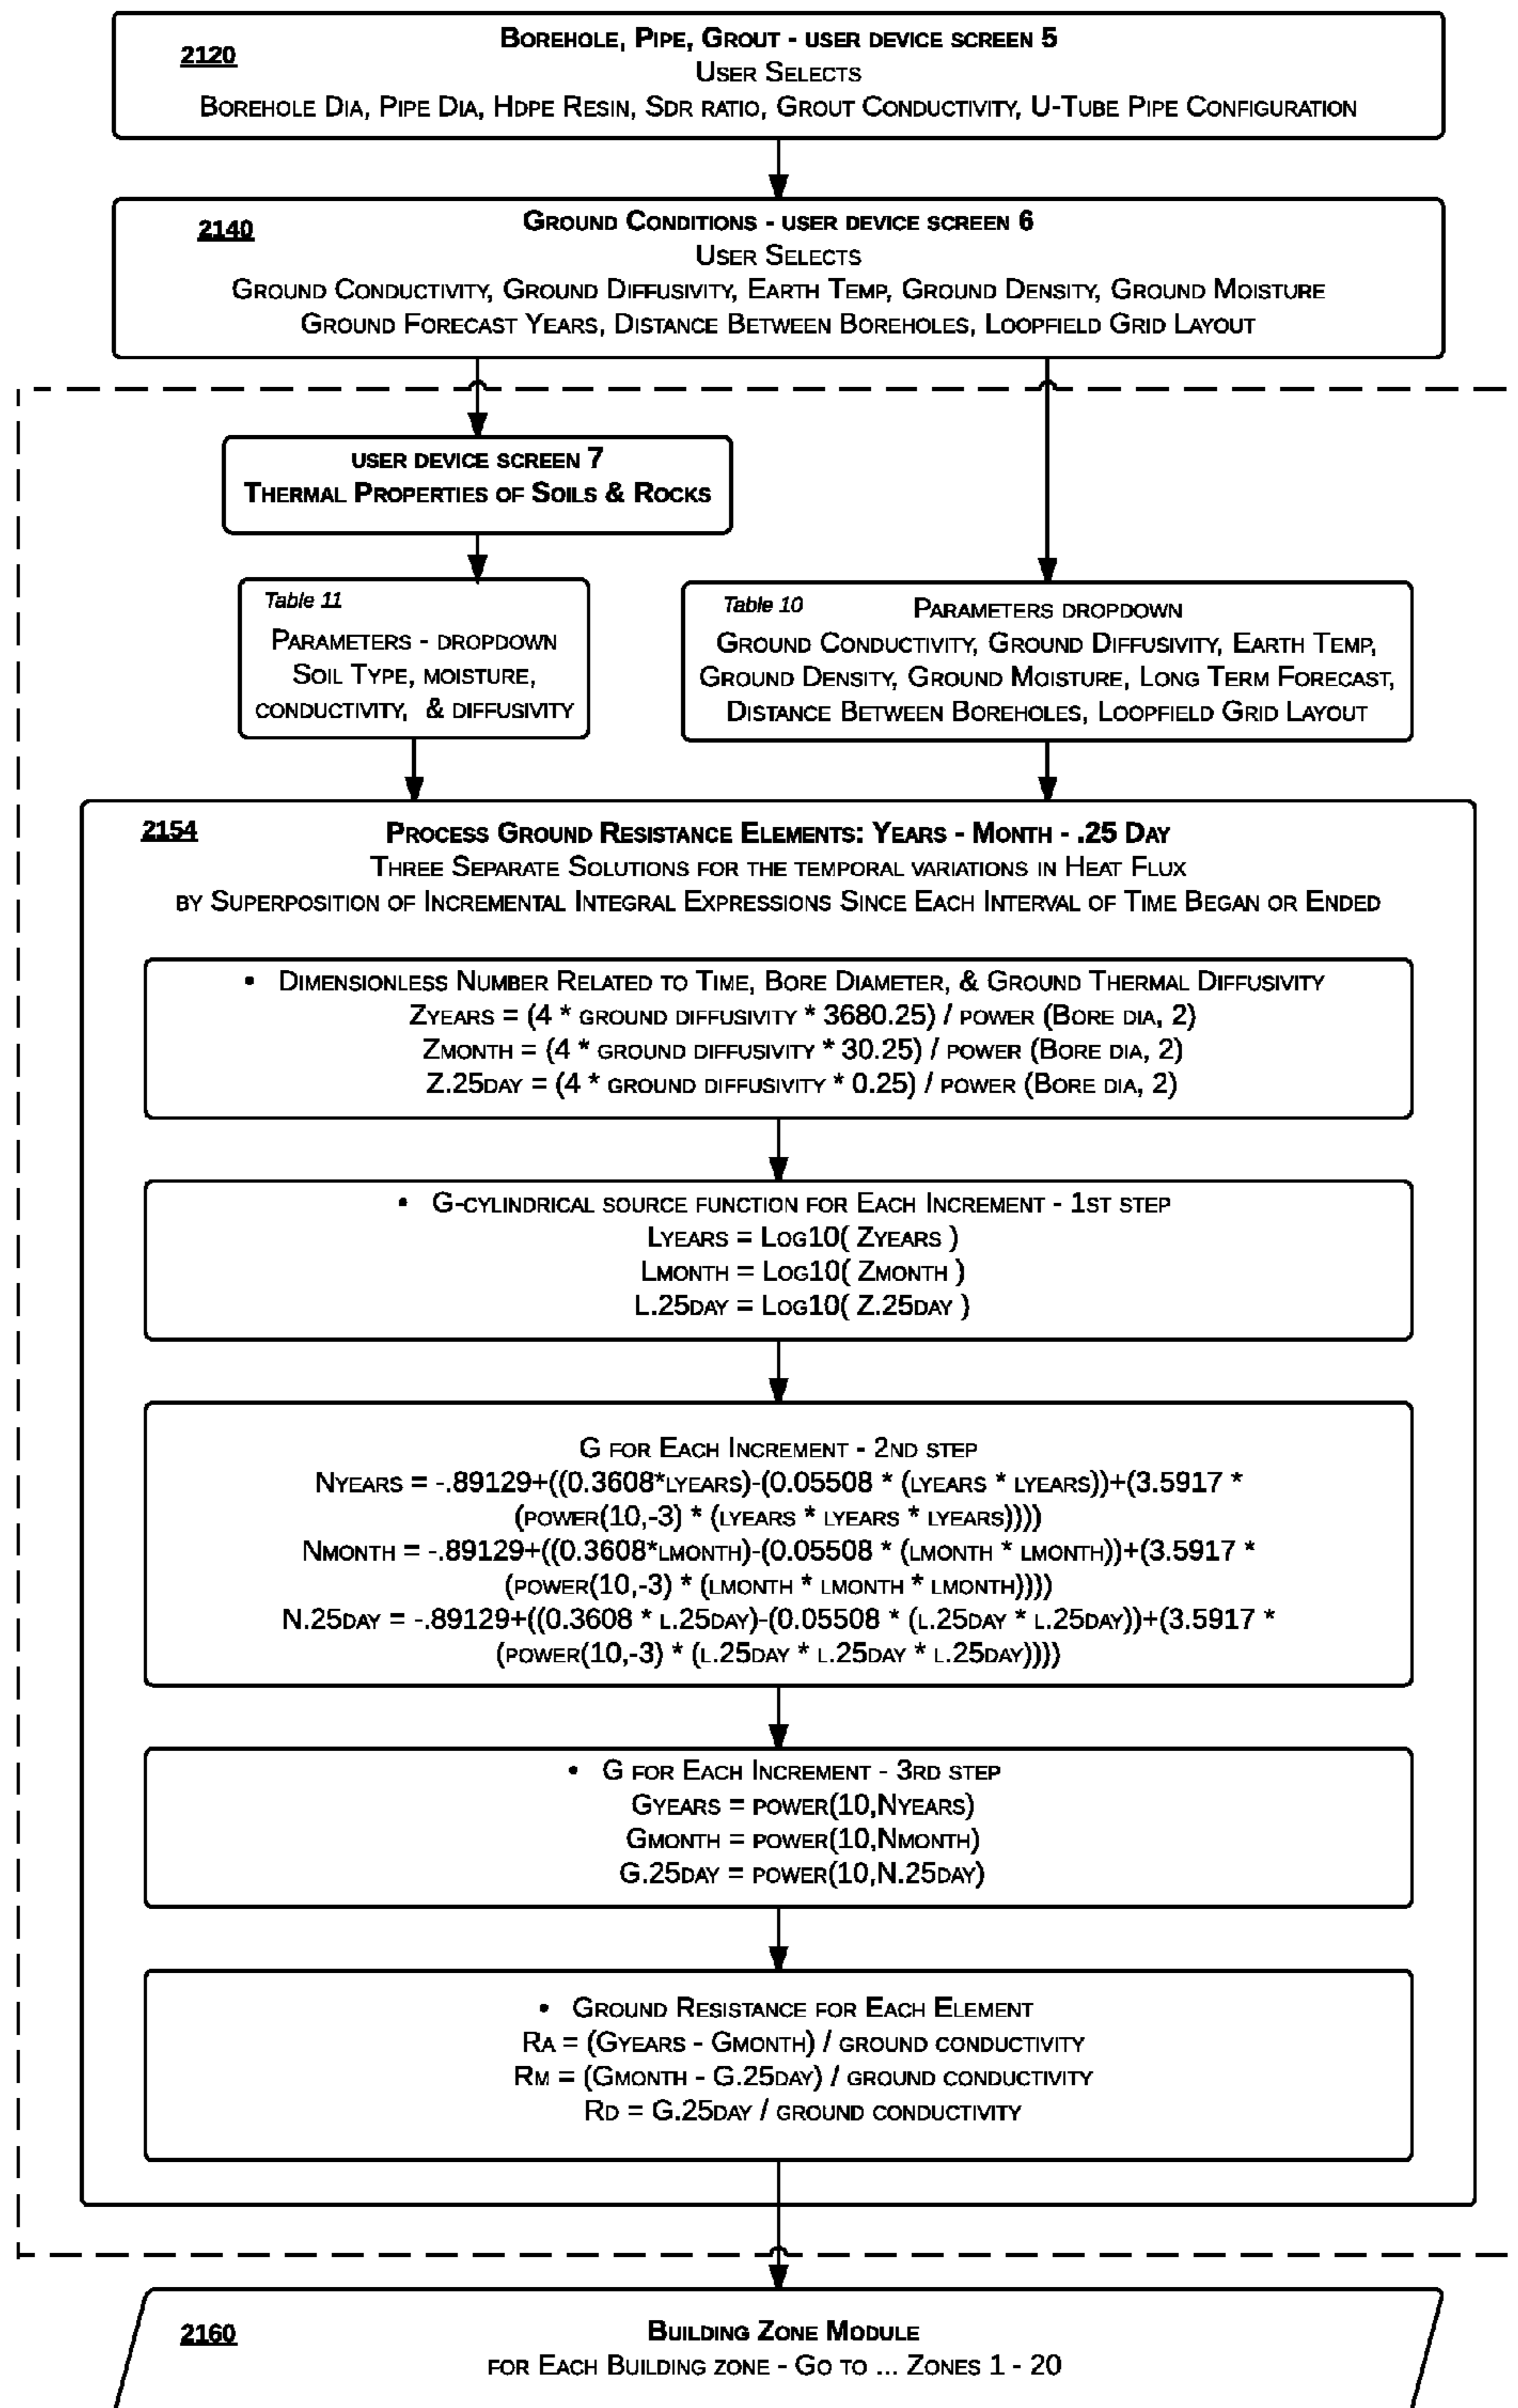 2120
Borehole, Pipe, Grout - user device screen 5
User Selects
Borehole Dia, Pipe Dia, Hdpe Resin, Sdr ratio, Grout Conductivity, U-Tube Pipe Configuration
2140
Ground Conditions - user device screen 6
User Selects
Ground Conductivity, Ground Diffusivity, Earth Temp, Ground Density, Ground Moisture
Ground Forecast Years, Distance Between Boreholes, Loopfield Grid Layout
user device screen 7
Thermal Properties of Soils & Rocks
Table 11
Parameters - dropdown
Soil Type, moisture,
conductivity, & diffusivity
Table 10
Parameters dropdown
Ground Conductivity, Ground Diffusivity, Earth Temp,
Ground Density, Ground Moisture, Long Term Forecast,
Distance Between Boreholes, Loopfield Grid Layout
2154
Process Ground Resistance Elements: Years - Month - .25 Day
Three Separate Solutions for the temporal variations in Heat Flux
by Superposition of Incremental Integral Expressions Since Each Interval of Time Began or Ended
• Dimensionless Number Related to Time, Bore Diameter, & Ground Thermal Diffusivity
Zyears = (4 * ground diffusivity * 3680.25) / power (Bore dia, 2)
Zmonth = (4 * ground diffusivity * 30.25) / power (Bore dia, 2)
Z.25day = (4 * ground diffusivity * 0.25) / power (Bore dia, 2)
• G-cylindrical source function for Each Increment - 1st step
Lyears = Log10( Zyears )
Lmonth = Log10( Zmonth )
L.25day = Log10( Z.25day )
G for Each Increment - 2nd step
Nyears = -.89129+((0.3608*lyears)-(0.05508 * (lyears * lyears))+(3.5917 *
(power(10,-3) * (lyears * lyears * lyears))))
Nmonth = -.89129+((0.3608*lmonth)-(0.05508 * (lmonth * lmonth))+(3.5917 *
(power(10,-3) * (lmonth * lmonth * lmonth))))
N.25day = -.89129+((0.3608 * l.25day)-(0.05508 * (l.25day * l.25day))+(3.5917 *
(power(10,-3) * (l.25day * l.25day * l.25day))))
• G for Each Increment - 3rd step
Gyears = power(10,Nyears)
Gmonth = power(10,Nmonth)
G.25day = power(10,N.25day)
• Ground Resistance for Each Element
Ra = (Gyears - Gmonth) / ground conductivity
Rm = (Gmonth - G.25day) / ground conductivity
Rd = G.25day / ground conductivity
2160
Building Zone Module
for Each Building zone - Go to ... Zones 1 - 20